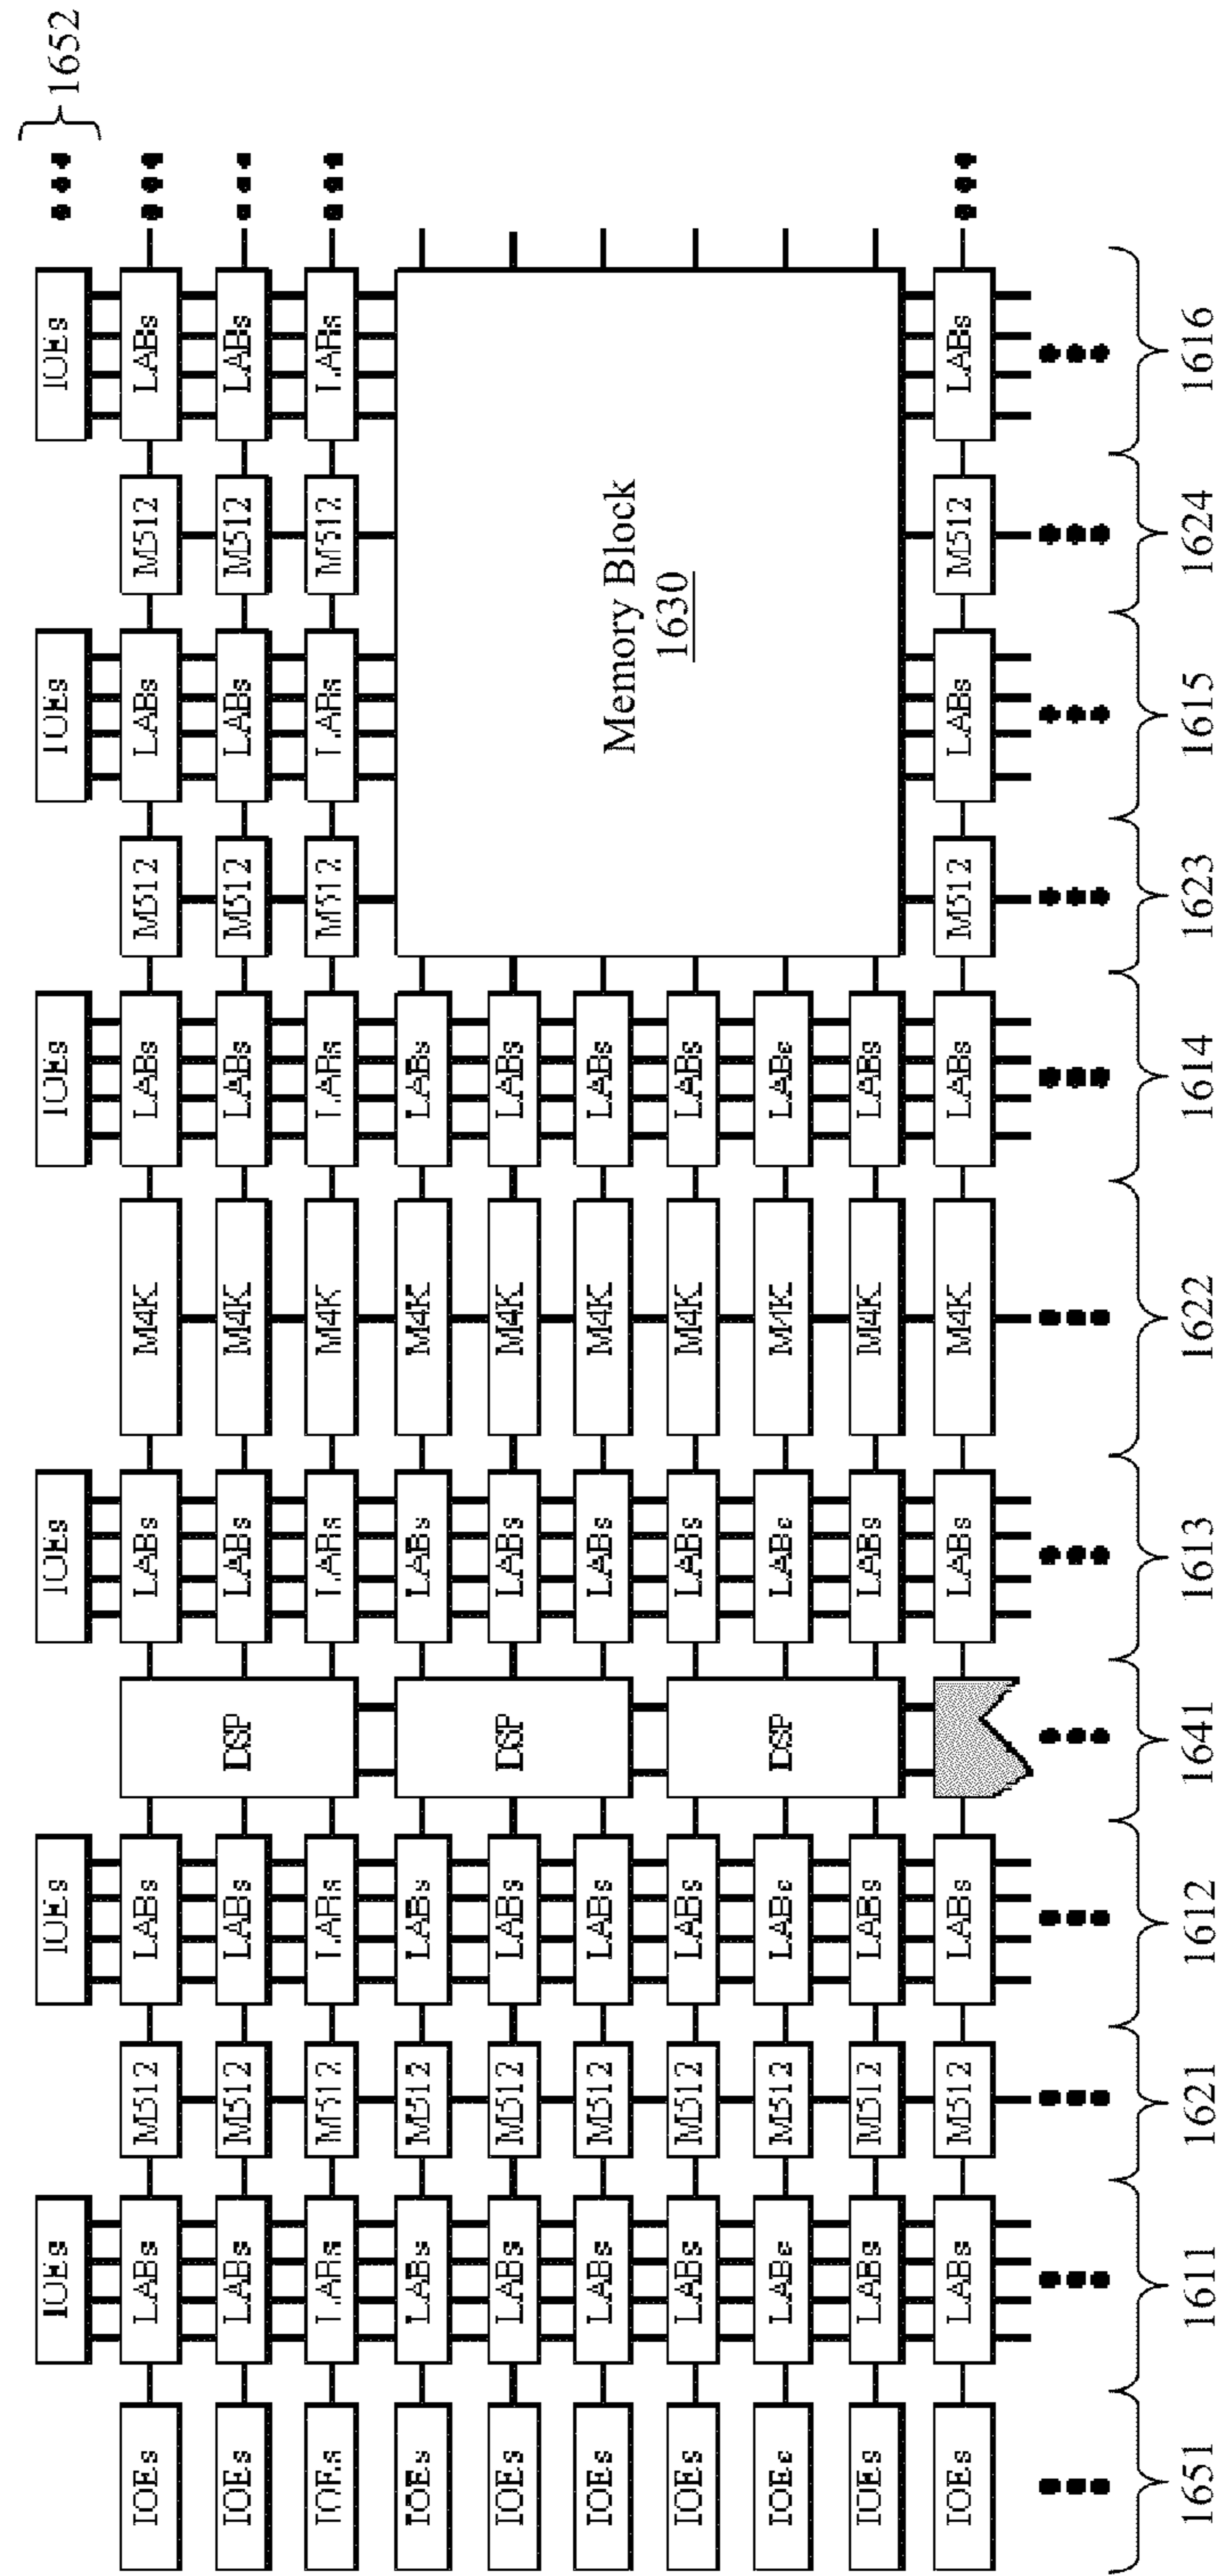 IOEs IOEs IOEs IOEs IOEs IOEs 1652
IOEs LABs M512 LABs LABs M4K LABs M512 LABs M512 LABs
IOEs LABs M512 LABs DSP LABs M4K LABs M512 LABs M512 LABs
IOEs LABs M512 LABs LABs M4K LABs M512 LABs M512 LABs
IOEs LABs M512 LABs LABs M4K LABs
IOEs LABs M512 LABs DSP LABs M4K LABs
IOEs LABs M512 LABs LABs M4K LABs Memory Block
IOEs LABs M512 LABs LABs M4K LABs 1630
IOEs LABs M512 LABs DSP LABs M4K LABs
IOEs LABs M512 LABs LABs M4K LABs
IOEs LABs M512 LABs LABs M4K LABs M512 LABs M512 LABs
1651 1611 1621 1612 1641 1613 1622 1614 1623 1615 1624 1616